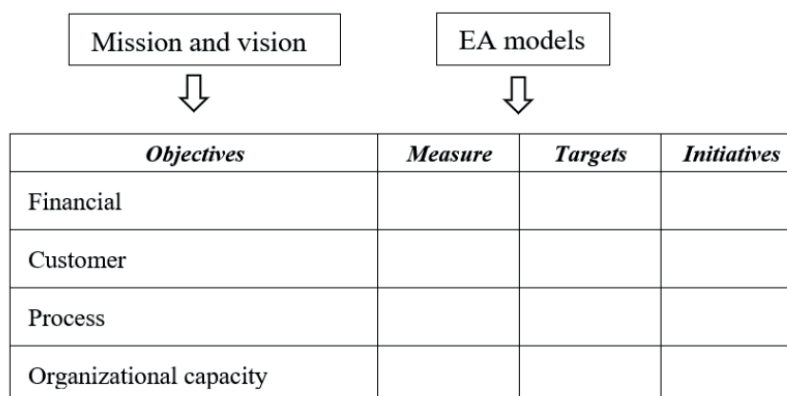 Mission and vision
EA models
Objectives Measure Targets Initiatives
Financial
Customer
Process
Organizational capacity